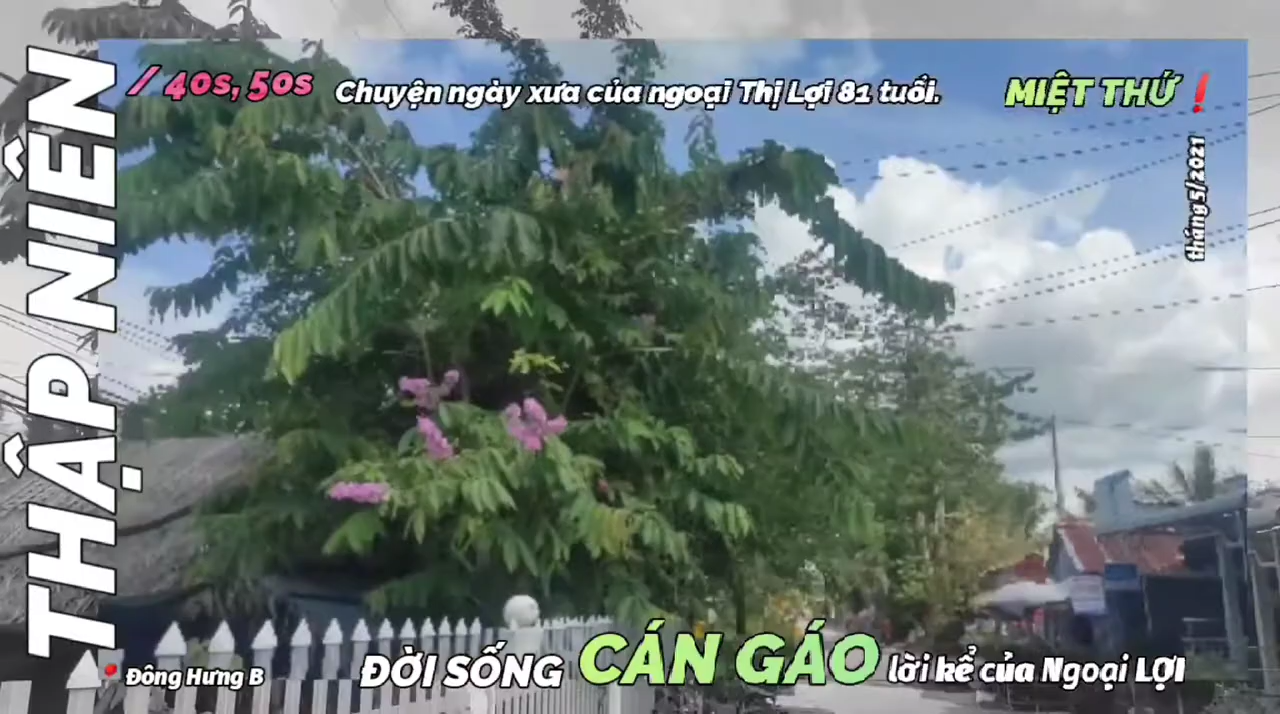 THẬP NIÊN
/ 40s, 50s
Chuyện ngày xưa của ngoại Thị Lợi 81 tuổi.
MIỆT THỨ❗
tháng 5/2021
📍Đông Hưng B
ĐỜI SỐNG CÁN GÁO lời kể của Ngoại LỢI